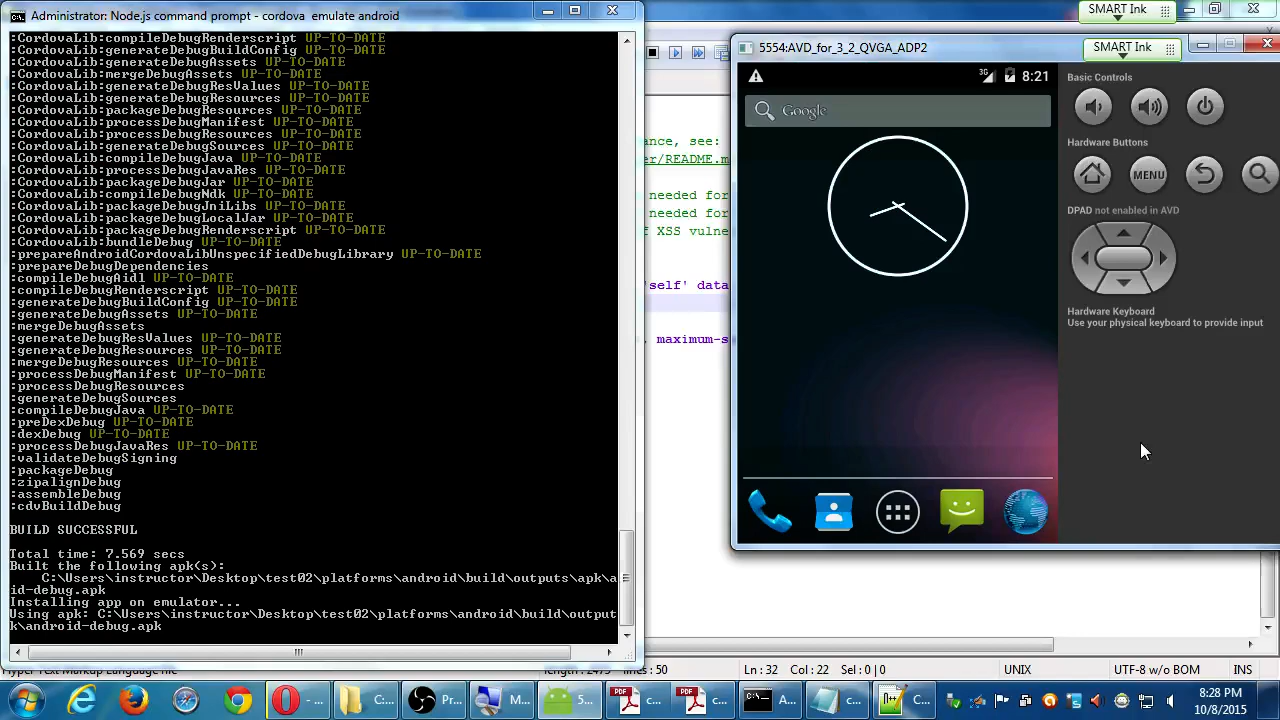 Administrator: Node.js command prompt - cordova emulate android
:CordovaLib:compileDebugRenderscript UP-TO-DATE
:CordovaLib:generateDebugBuildConfig UP-TO-DATE
:CordovaLib:generateDebugAssets UP-TO-DATE
:CordovaLib:mergeDebugAssets UP-TO-DATE
:CordovaLib:generateDebugResValues UP-TO-DATE
:CordovaLib:generateDebugResources UP-TO-DATE
:CordovaLib:packageDebugResources UP-TO-DATE
:CordovaLib:processDebugManifest UP-TO-DATE
:CordovaLib:processDebugResources UP-TO-DATE
:CordovaLib:generateDebugSources UP-TO-DATE
:CordovaLib:compileDebugJava UP-TO-DATE
:CordovaLib:processDebugJavaRes UP-TO-DATE
:CordovaLib:packageDebugJar UP-TO-DATE
:CordovaLib:compileDebugNdk UP-TO-DATE
:CordovaLib:packageDebugJniLibs UP-TO-DATE
:CordovaLib:packageDebugLocalJar UP-TO-DATE
:CordovaLib:packageDebugRenderscript UP-TO-DATE
:CordovaLib:bundleDebug UP-TO-DATE
:prepareAndroidCordovaLibUnspecifiedDebugLibrary UP-TO-DATE
:prepareDebugDependencies
:compileDebugAidl UP-TO-DATE
:compileDebugRenderscript UP-TO-DATE
:generateDebugBuildConfig UP-TO-DATE
:generateDebugAssets UP-TO-DATE
:mergeDebugAssets
:generateDebugResValues UP-TO-DATE
:generateDebugResources UP-TO-DATE
:mergeDebugResources UP-TO-DATE
:processDebugManifest UP-TO-DATE
:processDebugResources
:generateDebugSources
:compileDebugJava UP-TO-DATE
:preDexDebug UP-TO-DATE
:dexDebug UP-TO-DATE
:processDebugJavaRes UP-TO-DATE
:validateDebugSigning
:packageDebug
:zipalignDebug
:assembleDebug
:cdvBuildDebug
BUILD SUCCESSFUL
Total time: 7.569 secs
Built the following apk(s):
C:\Users\instructor\Desktop\test02\platforms\android\build\outputs\apk\a
id-debug.apk
Installing app on emulator...
Using apk: C:\Users\instructor\Desktop\test02\platforms\android\build\output
k\android-debug.apk
ance, see:
er/README.m
needed for
needed for
f XSS vulne
'self' data
, maximum-s
SMART Ink
5554:AVD_for_3_2_QVGA_ADP2
SMART Ink
3G 8:21
Google
Basic Controls
Hardware Buttons
MENU
DPAD not enabled in AVD
Hardware Keyboard
Use your physical keyboard to provide input
lines : 50
Ln : 32 Col : 22 Sel : 0 | 0
UNIX
UTF-8 w/o BOM
INS
- ...
C:...
Pr...
M...
5...
PDF c...
PDF c...
A...
c...
C...
8:28 PM
10/8/2015